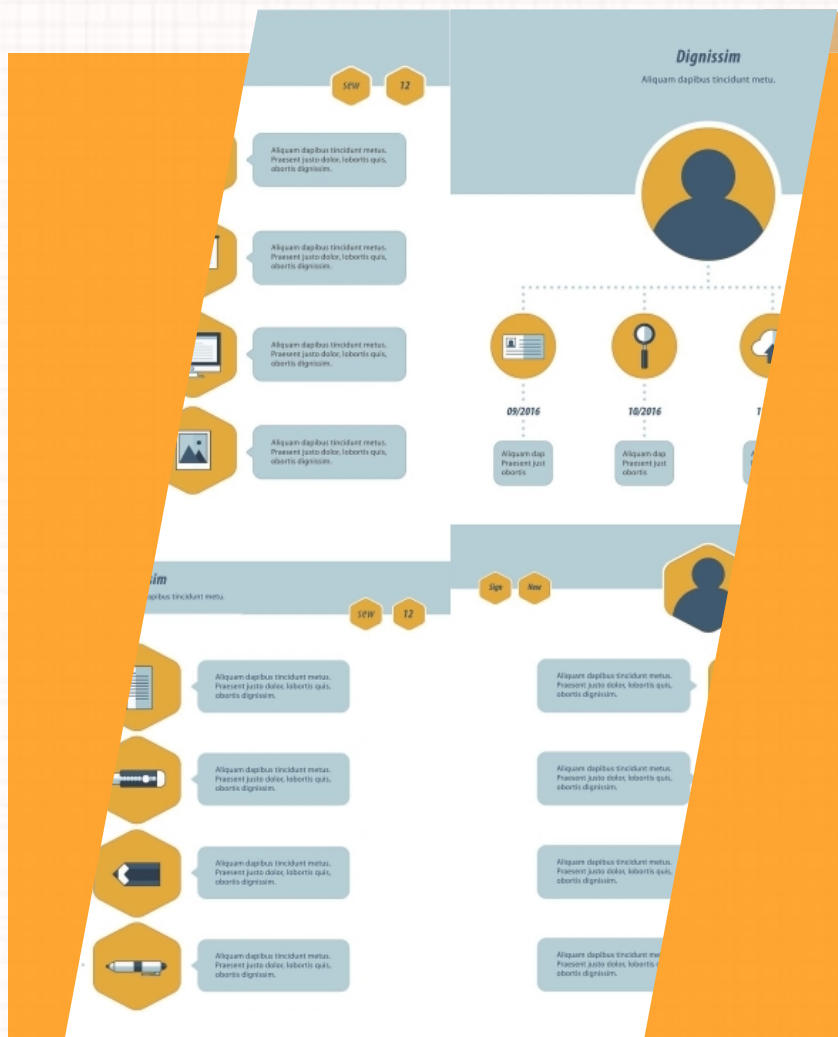 sew
12
Aliquam dapibus tincidunt metus.
Praesent justo dolor, lobortis quis,
obortis dignissim.
Aliquam dapibus tincidunt metus.
Praesent justo dolor, lobortis quis,
obortis dignissim.
Aliquam dapibus tincidunt metus.
Praesent justo dolor, lobortis quis,
obortis dignissim.
Aliquam dapibus tincidunt metus.
Praesent justo dolor, lobortis quis,
obortis dignissim.
Dignissim
Aliquam dapibus tincidunt metu.
09/2016
10/2016
1
Aliquam dap
Praesent just
obortis
Aliquam dap
Praesent just
obortis
sim
apibus tincidunt metu.
sew
12
Aliquam dapibus tincidunt metus.
Praesent justo dolor, lobortis quis,
obortis dignissim.
Aliquam dapibus tincidunt metus.
Praesent justo dolor, lobortis quis,
obortis dignissim.
Aliquam dapibus tincidunt metus.
Praesent justo dolor, lobortis quis,
obortis dignissim.
Aliquam dapibus tincidunt metus.
Praesent justo dolor, lobortis quis,
obortis dignissim.
Sign
New
Aliquam dapibus tincidunt metus.
Praesent justo dolor, lobortis quis,
obortis dignissim.
Aliquam dapibus tincidunt metus.
Praesent justo dolor, lobortis quis,
obortis dignissim.
Aliquam dapibus tincidunt metus.
Praesent justo dolor, lobortis quis,
obortis dignissim.
Aliquam dapibus tincidunt me
Praesent justo dolor, lobortis
obortis dignissim.